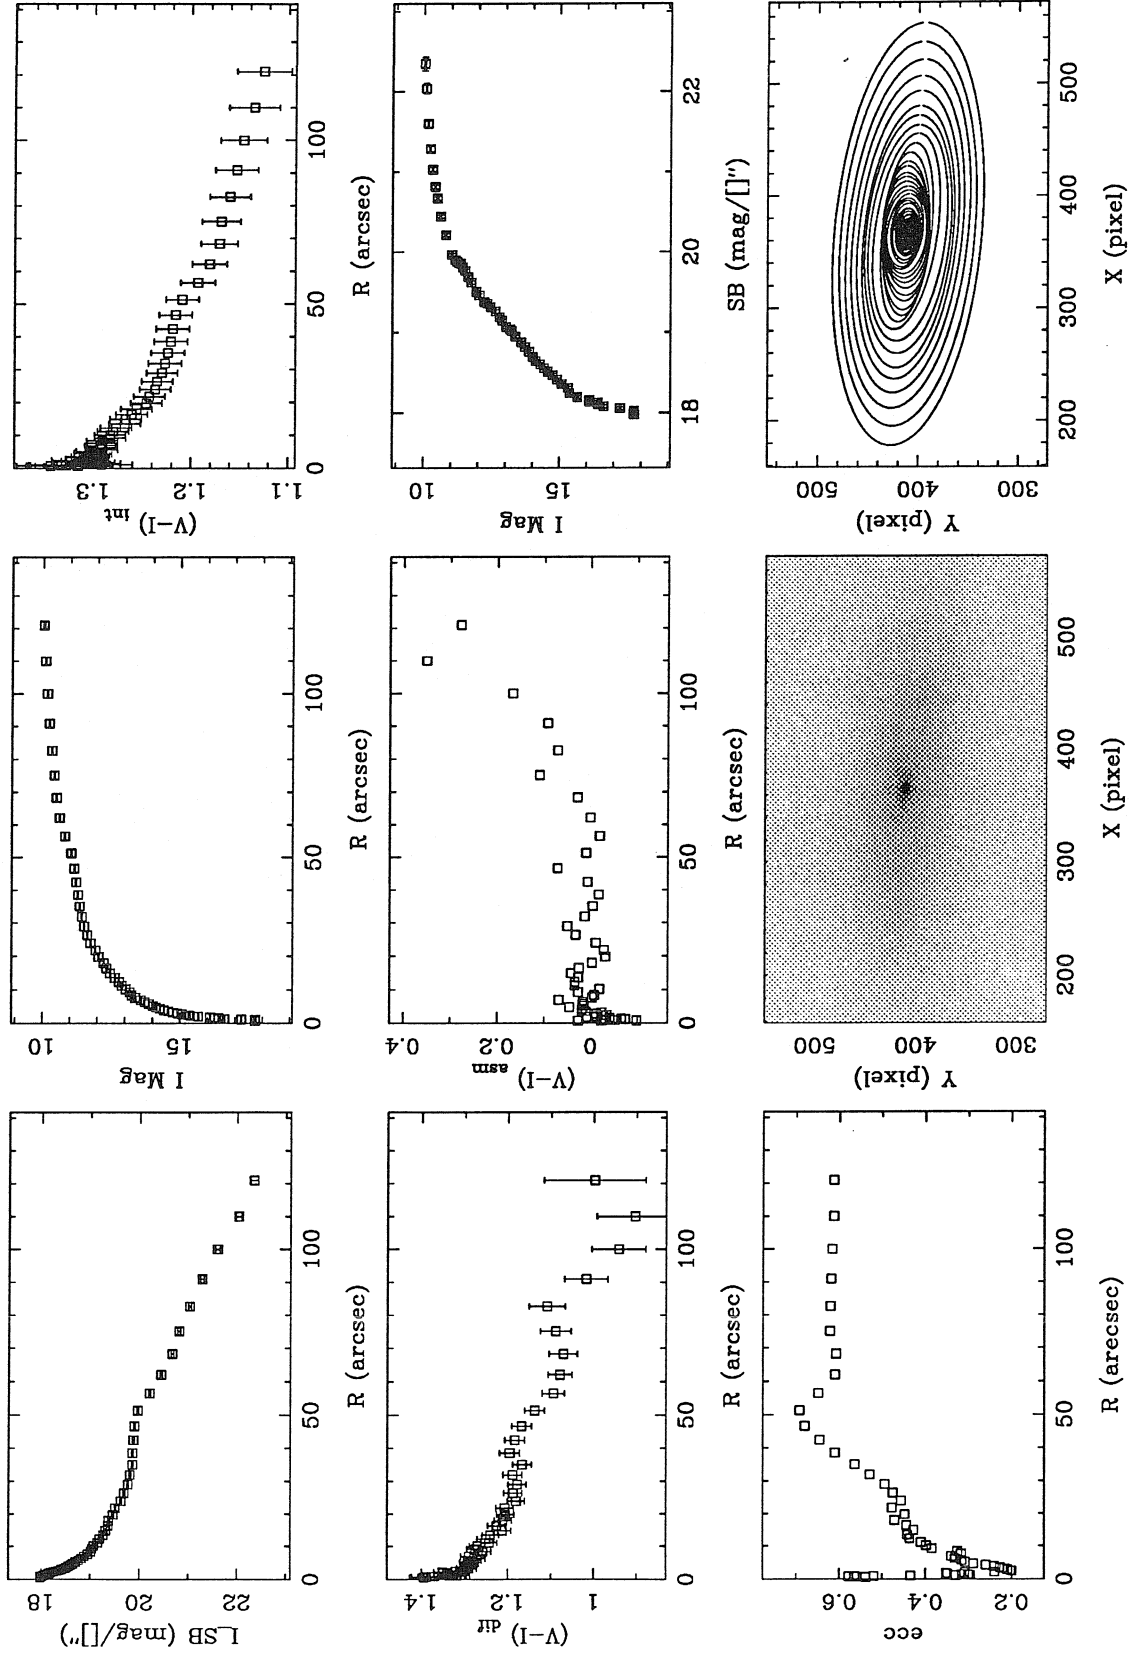 I_SB (mag/[]")
18
20
22
0 50 100
R (arcsec)
I Mag
10
15
0 50 100
R (arcsec)
(V-I) int
1.3
1.2
1.1
0 50 100
R (arcsec)
(V-I) dif
1.4
1.2
1
0 50 100
R (arcsec)
(V-I) asm
0.4
0.2
0
0 50 100
R (arcsec)
I Mag
10
15
18 20 22
SB (mag/[]")
ecc
0.6
0.4
0.2
0 50 100
R (arecsec)
Y (pixel)
500
400
300
200 300 400 500
X (pixel)
Y (pixel)
500
400
300
200 300 400 500
X (pixel)